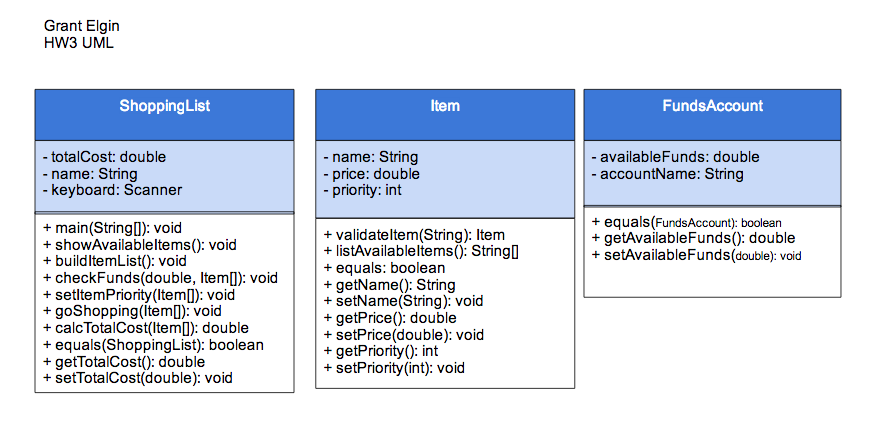 Grant Elgin
HW3 UML
ShoppingList
- totalCost: double
- name: String
- keyboard: Scanner
+ main(String[]): void
+ showAvailableItems(): void
+ buildItemList(): void
+ checkFunds(double, Item[]): void
+ setItemPriority(Item[]): void
+ goShopping(Item[]): void
+ calcTotalCost(Item[]): double
+ equals(ShoppingList): boolean
+ getTotalCost(): double
+ setTotalCost(double): void
Item
- name: String
- price: double
- priority: int
+ validateItem(String): Item
+ listAvailableItems(): String[]
+ equals: boolean
+ getName(): String
+ setName(String): void
+ getPrice(): double
+ setPrice(double): void
+ getPriority(): int
+ setPriority(int): void
FundsAccount
- availableFunds: double
- accountName: String
+ equals(FundsAccount): boolean
+ getAvailableFunds(): double
+ setAvailableFunds(double): void